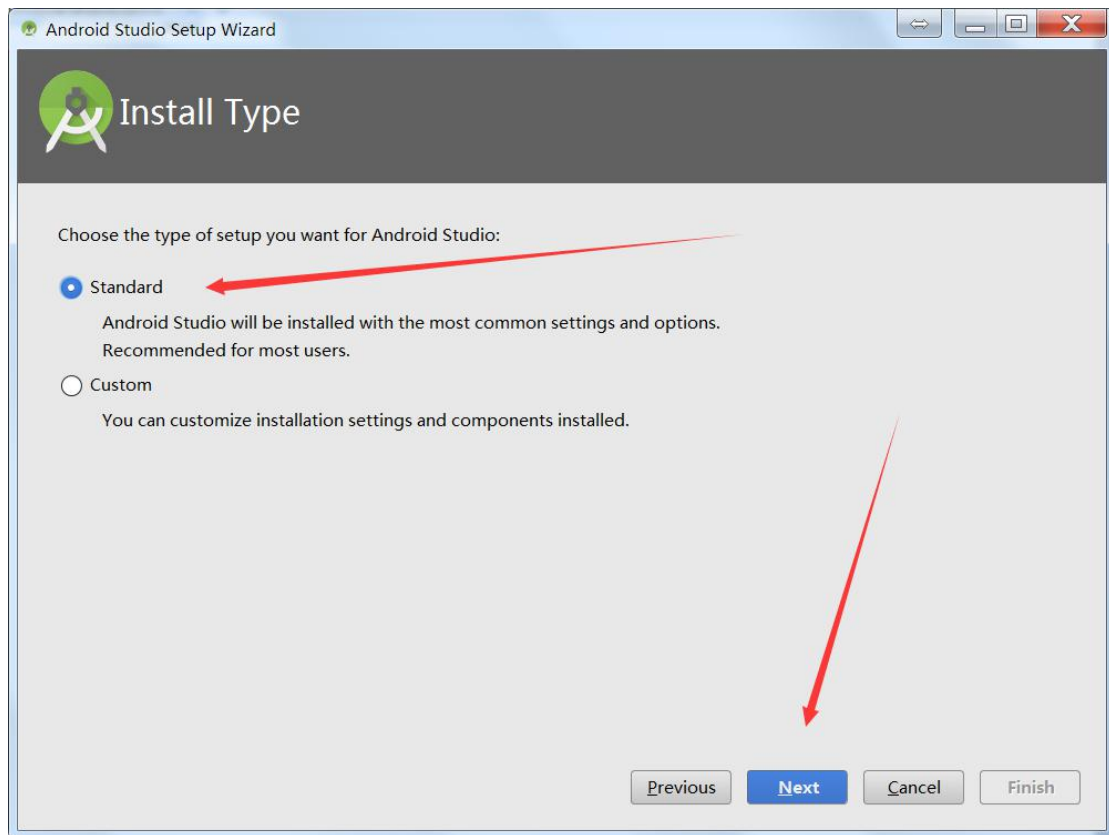 Android Studio Setup Wizard
Install Type
Choose the type of setup you want for Android Studio:
Standard
Android Studio will be installed with the most common settings and options.
Recommended for most users.
Custom
You can customize installation settings and components installed.
Previous Next Cancel Finish